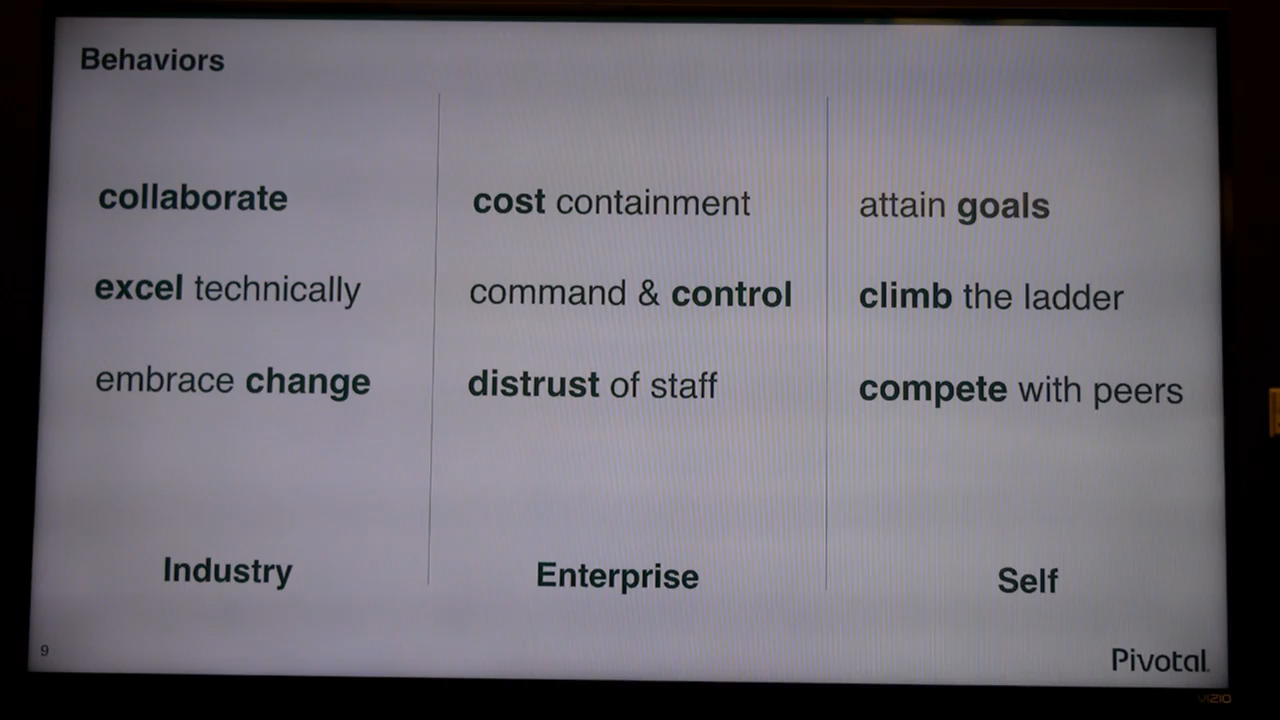 Behaviors
collaborate
excel technically
embrace change
Industry
cost containment
command & control
distrust of staff
Enterprise
attain goals
climb the ladder
compete with peers
Self
9
Pivotal
VIZIO